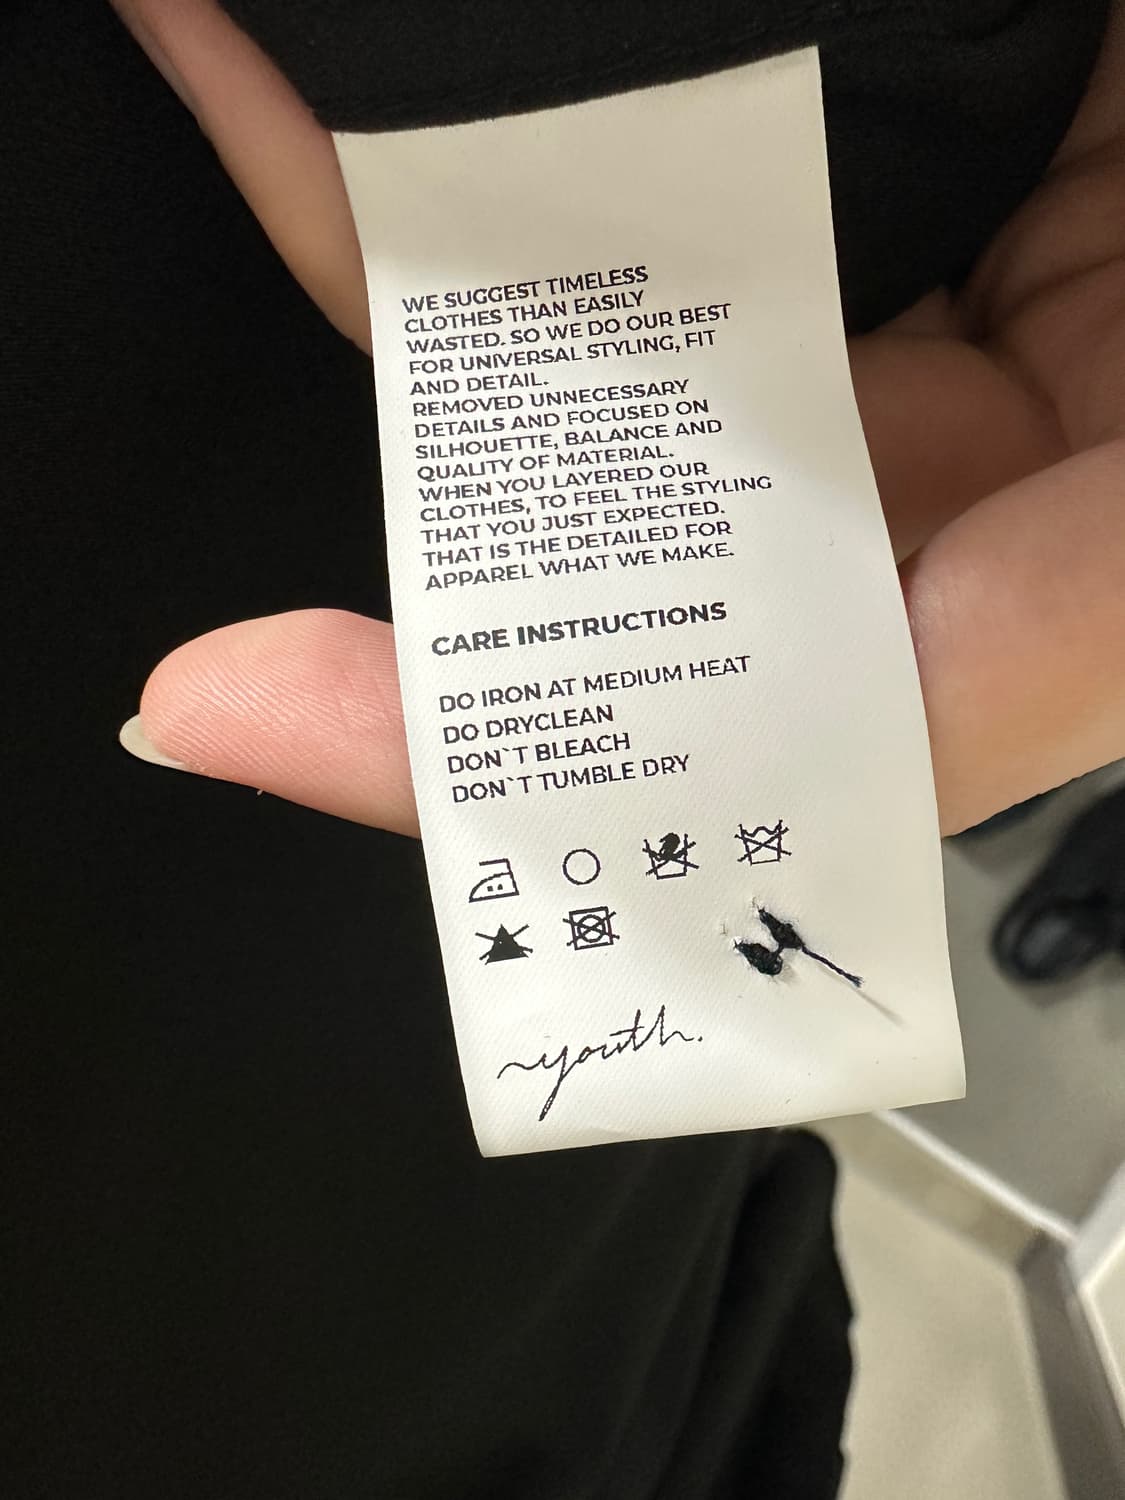 WE SUGGEST TIMELESS
CLOTHES THAN EASILY
WASTED. SO WE DO OUR BEST
FOR UNIVERSAL STYLING, FIT
AND DETAIL.
REMOVED UNNECESSARY
DETAILS AND FOCUSED ON
SILHOUETTE, BALANCE AND
QUALITY OF MATERIAL.
WHEN YOU LAYERED OUR
CLOTHES, TO FEEL THE STYLING
THAT YOU JUST EXPECTED.
THAT IS THE DETAILED FOR
APPAREL WHAT WE MAKE.
CARE INSTRUCTIONS
DO IRON AT MEDIUM HEAT
DO DRYCLEAN
DON`T BLEACH
DON`T TUMBLE DRY
youth.